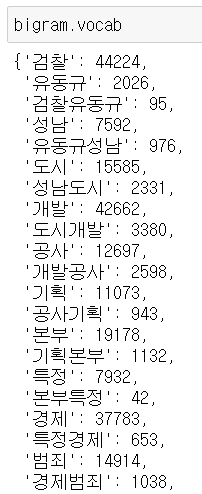 bigram.vocab
{'검찰': 44224,
'유동규': 2026,
'검찰유동규': 95,
'성남': 7592,
'유동규성남': 976,
'도시': 15585,
'성남도시': 2331,
'개발': 42662,
'도시개발': 3380,
'공사': 12697,
'개발공사': 2598,
'기획': 11073,
'공사기획': 943,
'본부': 19178,
'기획본부': 1132,
'특정': 7932,
'본부특정': 42,
'경제': 37783,
'특정경제': 653,
'범죄': 14914,
'경제범죄': 1038,